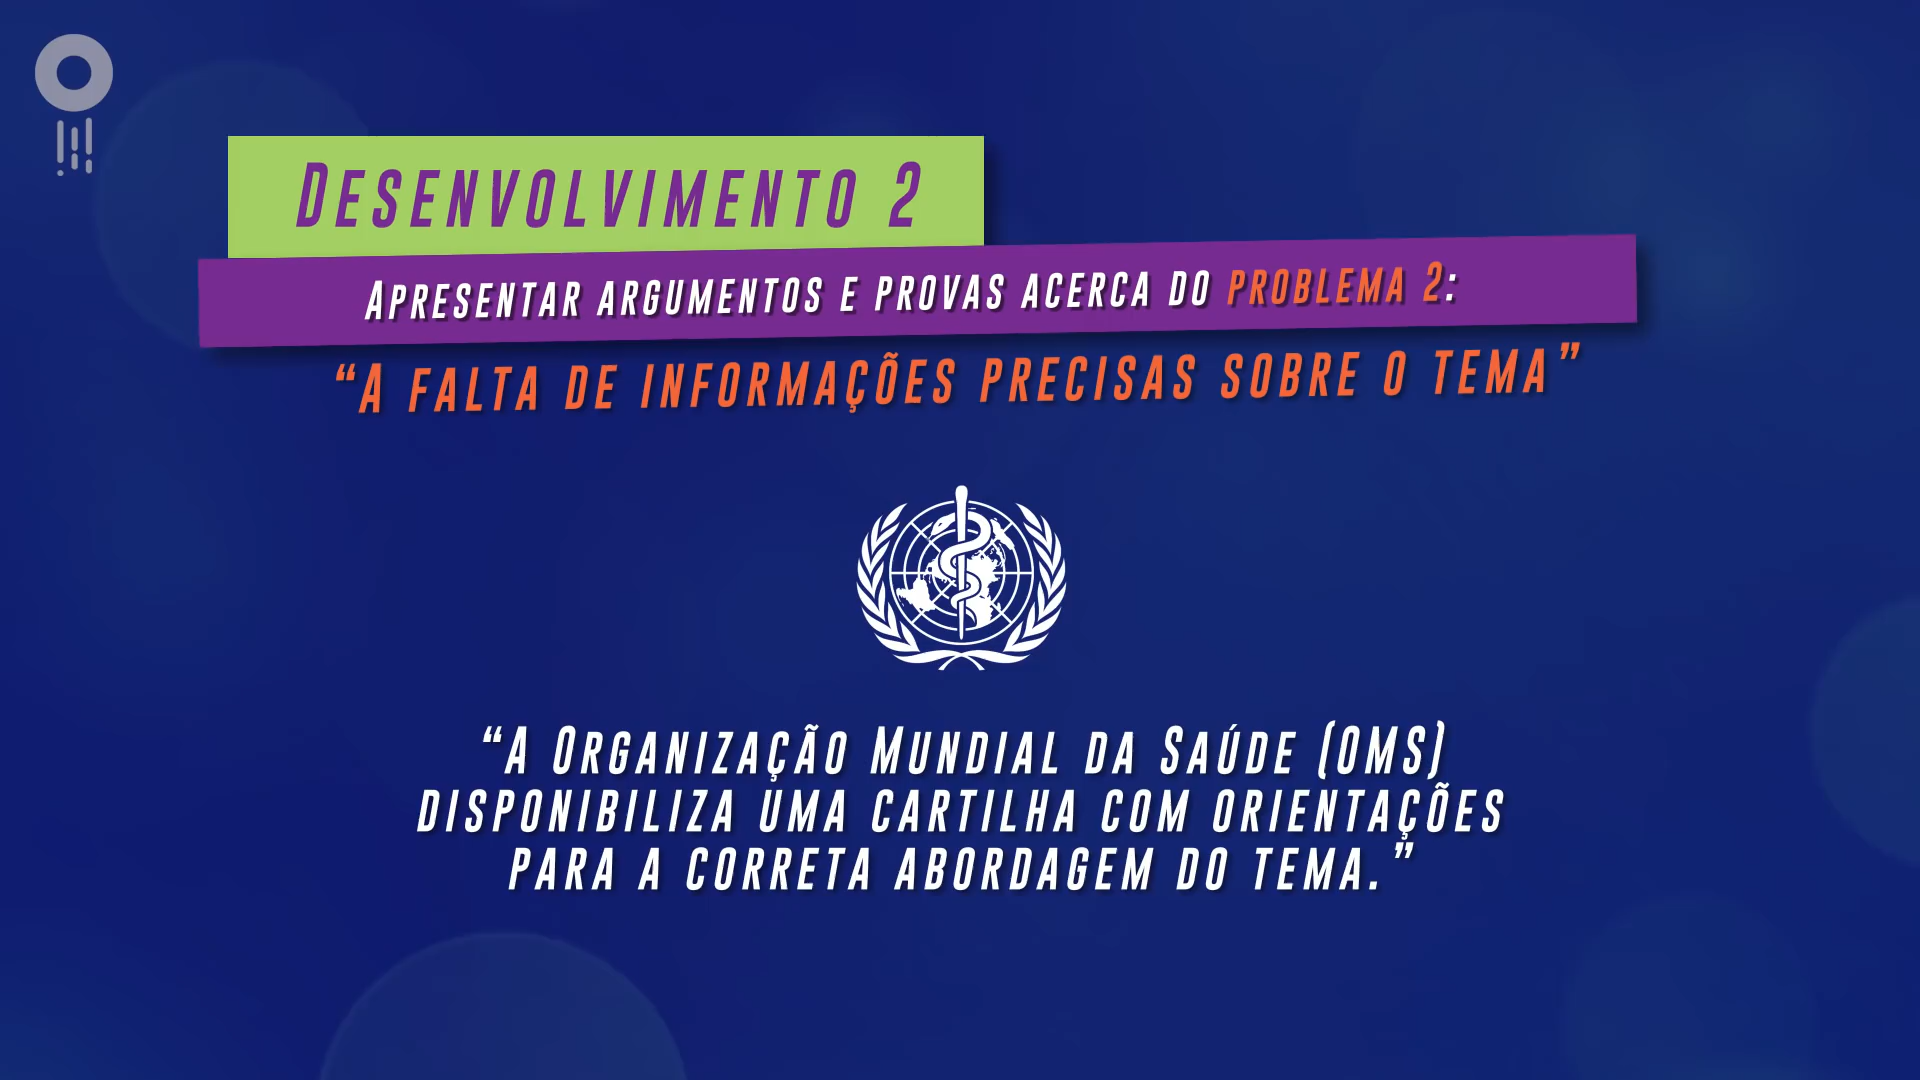 Desenvolvimento 2
Apresentar argumentos e provas acerca do problema 2:
“A falta de informações precisas sobre o tema”
“A Organização Mundial da Saúde (OMS)
disponibiliza uma cartilha com orientações
para a correta abordagem do tema.”